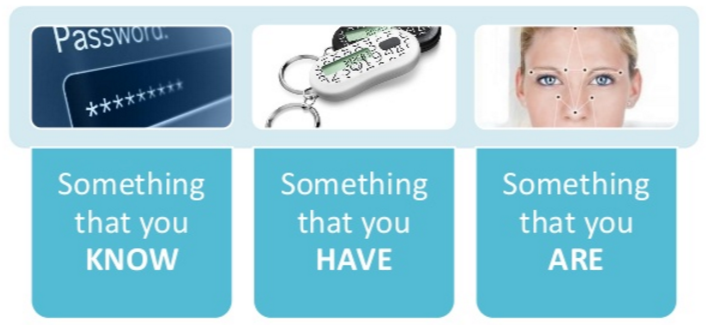 Password:
*********
Something
that you
KNOW
Something
that you
HAVE
Something
that you
ARE